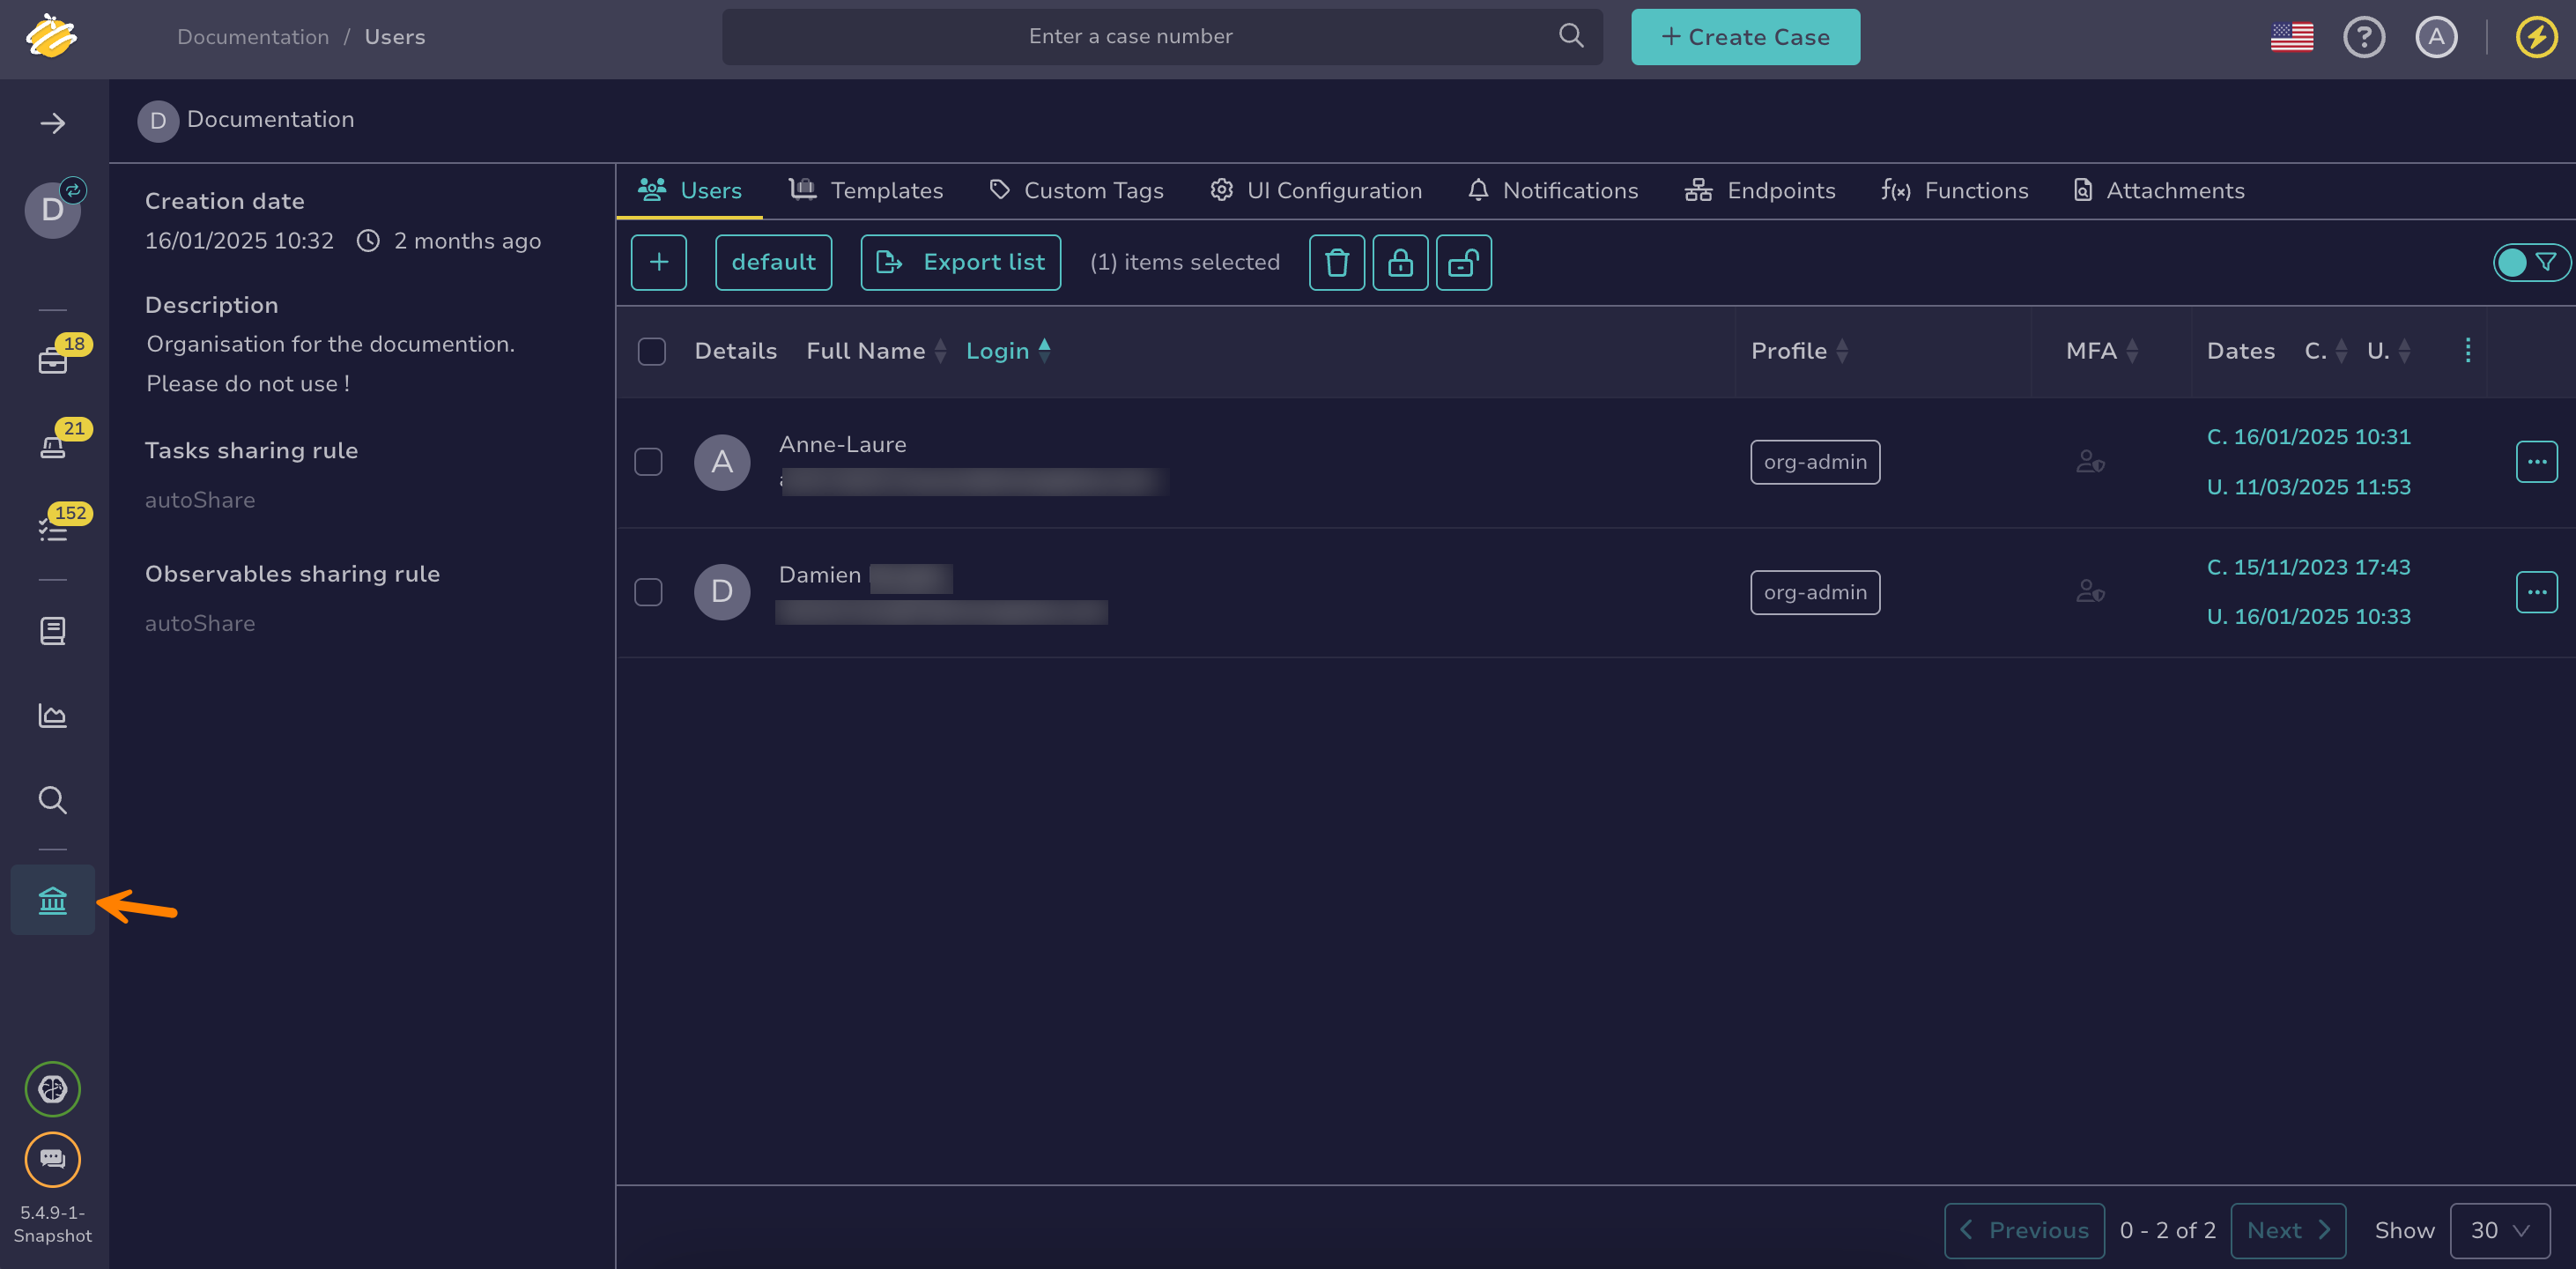 Documentation / Users
Enter a case number
+ Create Case
A
D Documentation
D
18
21
152
5.4.9-1-
Snapshot
Creation date
16/01/2025 10:32 2 months ago
Description
Organisation for the documention.
Please do not use !
Tasks sharing rule
autoShare
Observables sharing rule
autoShare
Users Templates Custom Tags UI Configuration Notifications Endpoints f(x) Functions Attachments
+ default Export list (1) items selected
Details Full Name Login Profile MFA Dates C. U.
A Anne-Laure org-admin C. 16/01/2025 10:31
U. 11/03/2025 11:53
D Damien org-admin C. 15/11/2023 17:43
U. 16/01/2025 10:33
Previous 0 - 2 of 2 Next Show 30